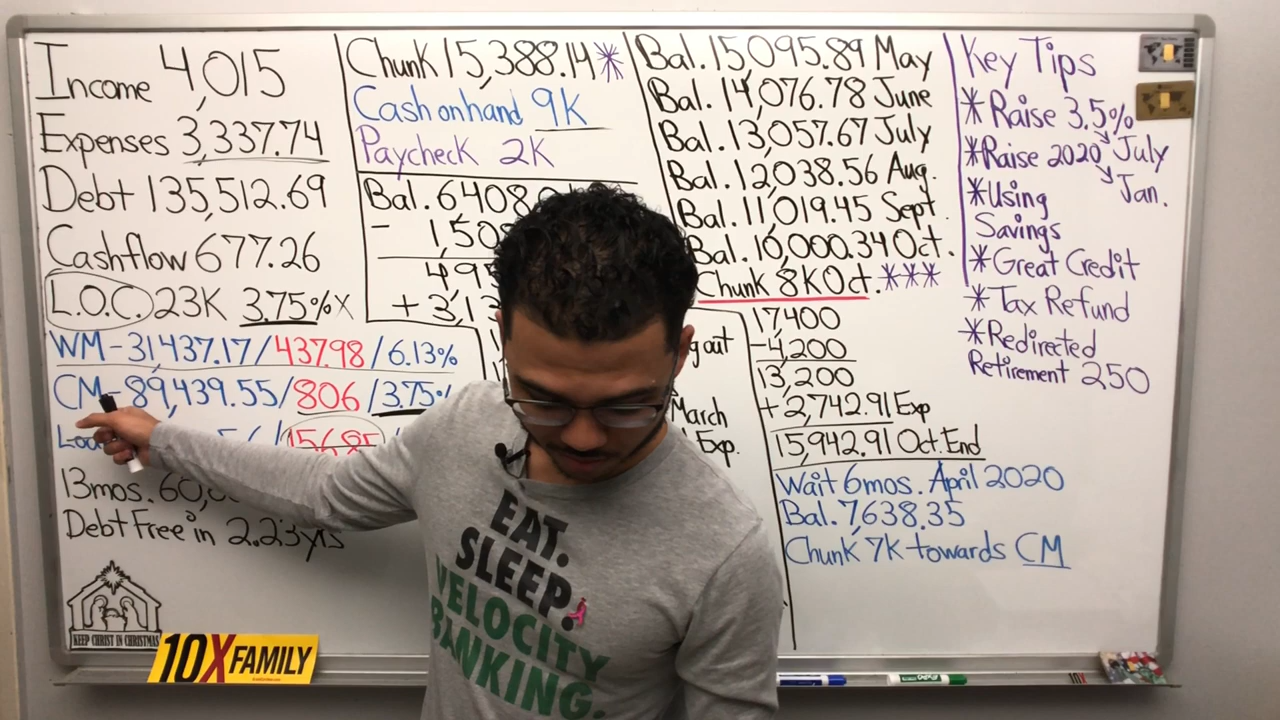 Income 4,015
Expenses 3,337.74
Debt 135,512.69
Cashflow 677.26
L.O.C. 23K 3.75% X
WM-31,437.17/437.98/6.13%
CM-89,439.55/806/3.75%
13mos.
Debt Free in 2.23yrs
KEEP CHRIST IN CHRISTMAS
10X FAMILY
Chunk 15,388.14*
Cash on hand 9K
Paycheck 2K
Bal. 6408
March
Exp.
Bal. 15,095.89 May
Bal. 14,076.78 June
Bal. 13,057.67 July
Bal. 12,038.56 Aug.
Bal. 11,019.45 Sept.
Bal. 10,000.34 Oct.
Chunk 8K Oct. ***
17400
-4,200
13,200
+2,742.91 Exp
15,942.91 Oct. End
Wait 6mos. April 2020
Bal. 7,638.35
Chunk 7K towards CM
Key Tips
* Raise 3.5%
* Raise 2020 July
Jan.
* Using
Savings
* Great Credit
* Tax Refund
* Redirected
Retirement 250
EAT.
SLEEP.
VELOCITY
BANKING.